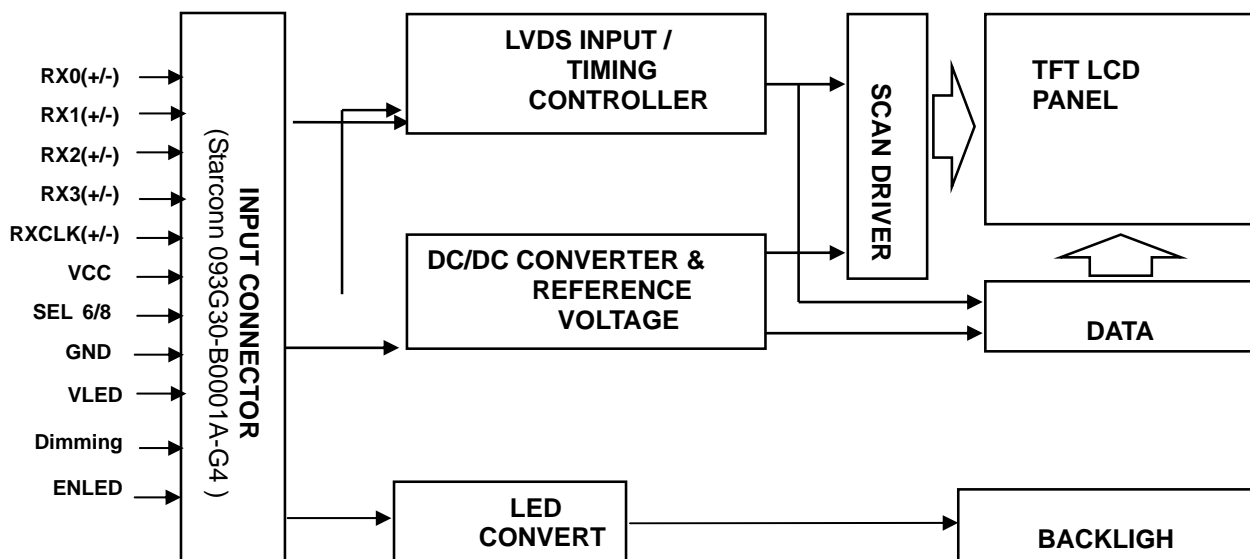 RX0(+/-)
RX1(+/-)
RX2(+/-)
RX3(+/-)
RXCLK(+/-)
VCC
SEL 6/8
GND
VLED
Dimming
ENLED
INPUT CONNECTOR
(Starconn 093G30-B0001A-G4 )
LVDS INPUT /
TIMING
CONTROLLER
DC/DC CONVERTER &
REFERENCE
VOLTAGE
LED
CONVERT
SCAN DRIVER
TFT LCD
PANEL
DATA
BACKLIGH